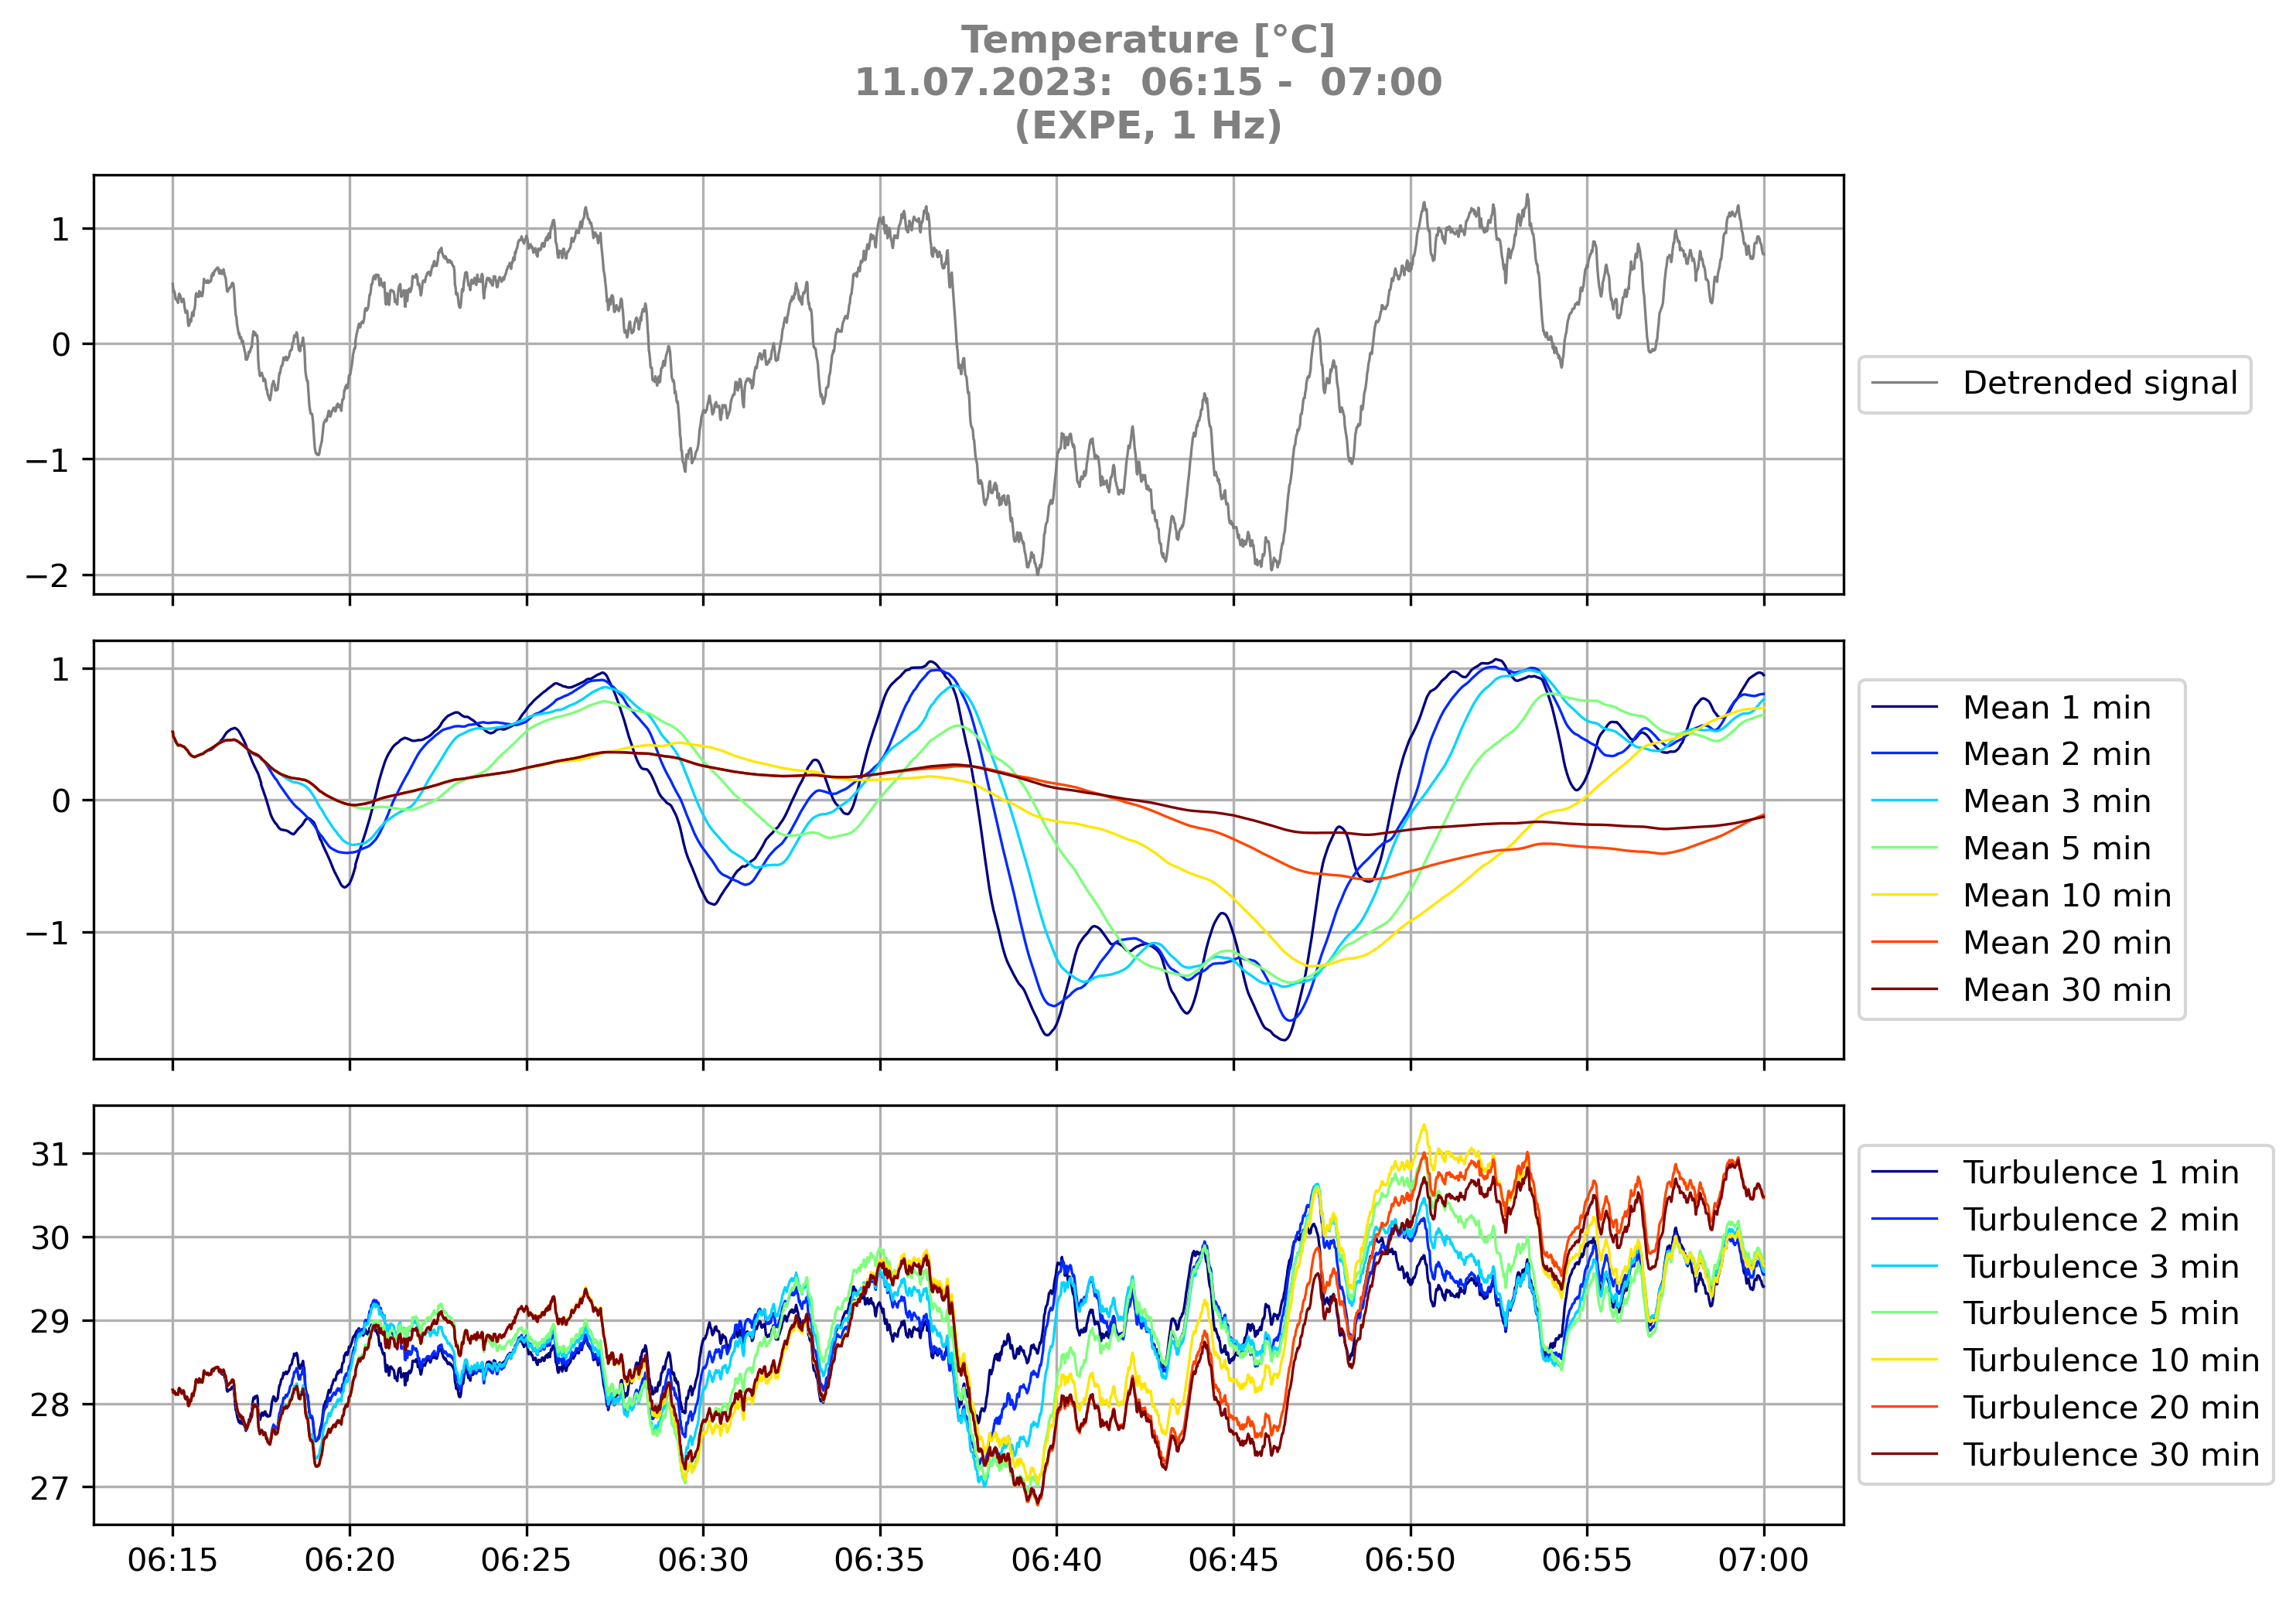 Temperature [°C]
11.07.2023:  06:15 -  07:00
(EXPE, 1 Hz)
1
0
−1
−2
Detrended signal
1
0
−1
Mean 1 min
Mean 2 min
Mean 3 min
Mean 5 min
Mean 10 min
Mean 20 min
Mean 30 min
31
30
29
28
27
Turbulence 1 min
Turbulence 2 min
Turbulence 3 min
Turbulence 5 min
Turbulence 10 min
Turbulence 20 min
Turbulence 30 min
06:15 06:20 06:25 06:30 06:35 06:40 06:45 06:50 06:55 07:00